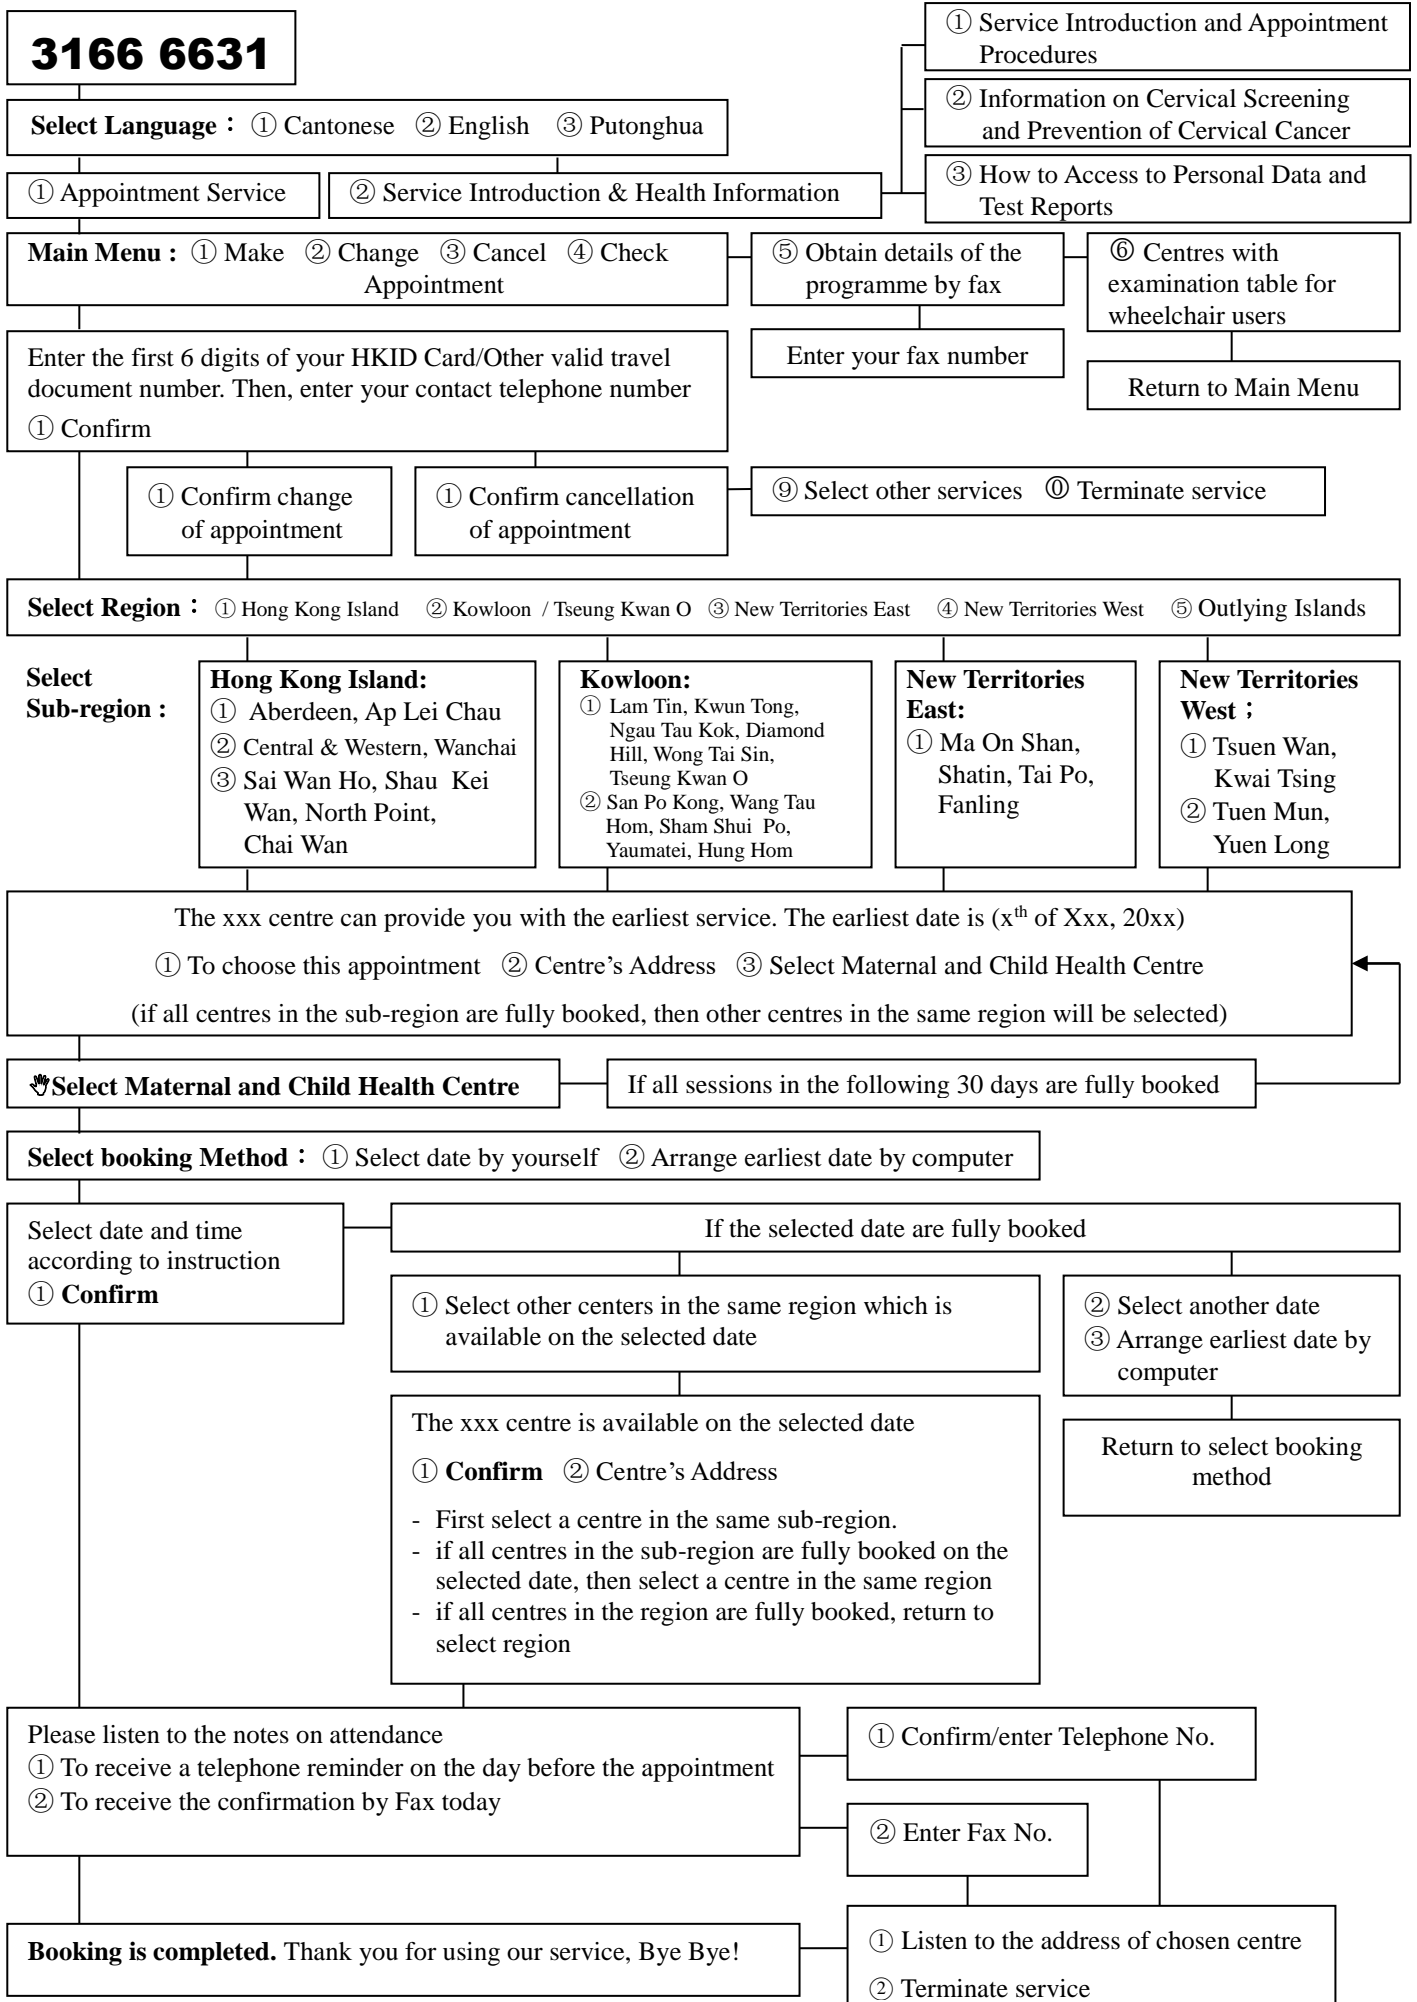 3166 6631
① Service Introduction and Appointment
Procedures
② Information on Cervical Screening
and Prevention of Cervical Cancer
③ How to Access to Personal Data and
Test Reports
Select Language： ① Cantonese ② English ③ Putonghua
① Appointment Service
② Service Introduction & Health Information
Main Menu : ① Make ② Change ③ Cancel ④ Check
Appointment
⑤ Obtain details of the
programme by fax
⑥ Centres with
examination table for
wheelchair users
Enter your fax number
Return to Main Menu
Enter the first 6 digits of your HKID Card/Other valid travel
document number. Then, enter your contact telephone number
① Confirm
① Confirm change
of appointment
① Confirm cancellation
of appointment
⑨ Select other services ⓪ Terminate service
Select Region： ① Hong Kong Island ② Kowloon / Tseung Kwan O ③ New Territories East ④ New Territories West ⑤ Outlying Islands
Select
Sub-region :
Hong Kong Island:
① Aberdeen, Ap Lei Chau
② Central & Western, Wanchai
③ Sai Wan Ho, Shau Kei
Wan, North Point,
Chai Wan
Kowloon:
① Lam Tin, Kwun Tong,
Ngau Tau Kok, Diamond
Hill, Wong Tai Sin,
Tseung Kwan O
② San Po Kong, Wang Tau
Hom, Sham Shui Po,
Yaumatei, Hung Hom
New Territories
East:
① Ma On Shan,
Shatin, Tai Po,
Fanling
New Territories
West；
① Tsuen Wan,
Kwai Tsing
② Tuen Mun,
Yuen Long
The xxx centre can provide you with the earliest service. The earliest date is (xth of Xxx, 20xx)
① To choose this appointment ② Centre’s Address ③ Select Maternal and Child Health Centre
(if all centres in the sub-region are fully booked, then other centres in the same region will be selected)
Select Maternal and Child Health Centre
If all sessions in the following 30 days are fully booked
Select booking Method： ① Select date by yourself ② Arrange earliest date by computer
Select date and time
according to instruction
① Confirm
If the selected date are fully booked
① Select other centers in the same region which is
available on the selected date
② Select another date
③ Arrange earliest date by
computer
The xxx centre is available on the selected date
① Confirm ② Centre’s Address
- First select a centre in the same sub-region.
- if all centres in the sub-region are fully booked on the
selected date, then select a centre in the same region
- if all centres in the region are fully booked, return to
select region
Return to select booking
method
Please listen to the notes on attendance
① To receive a telephone reminder on the day before the appointment
② To receive the confirmation by Fax today
① Confirm/enter Telephone No.
② Enter Fax No.
Booking is completed. Thank you for using our service, Bye Bye!
① Listen to the address of chosen centre
② Terminate service